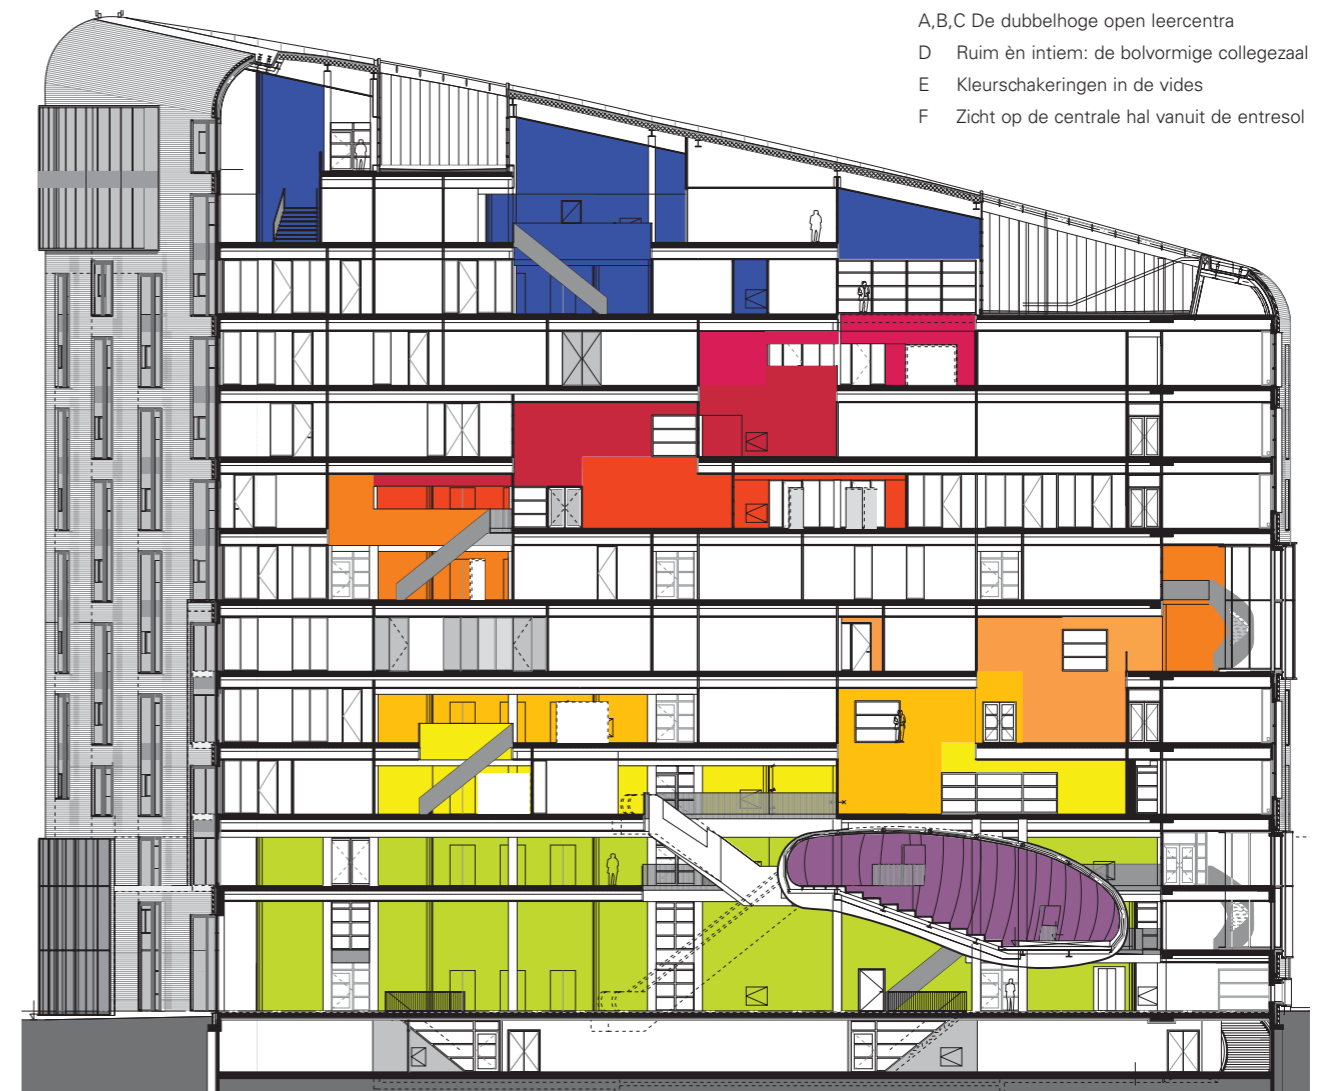 A,B,C De dubbelhoge open leercentra
D Ruim èn intiem: de bolvormige collegezaal
E Kleurschakeringen in de vides
F Zicht op de centrale hal vanuit de entresol